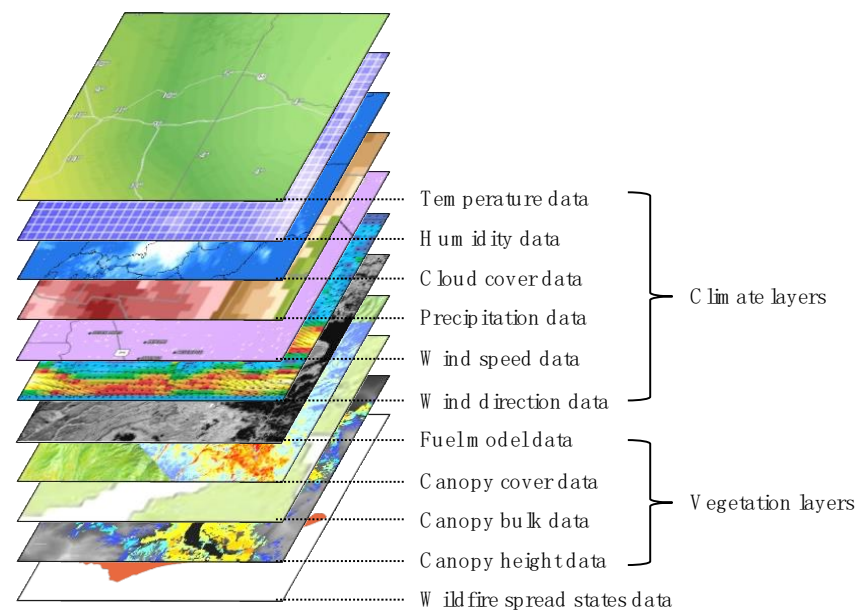 Temperature data
Humidity data
Cloud cover data
Precipitation data
Climate layers
Wind speed data
Wind direction data
Fuel model data
Canopy cover data
Vegetation layers
Canopy bulk data
Canopy height data
Wildfire spread states data